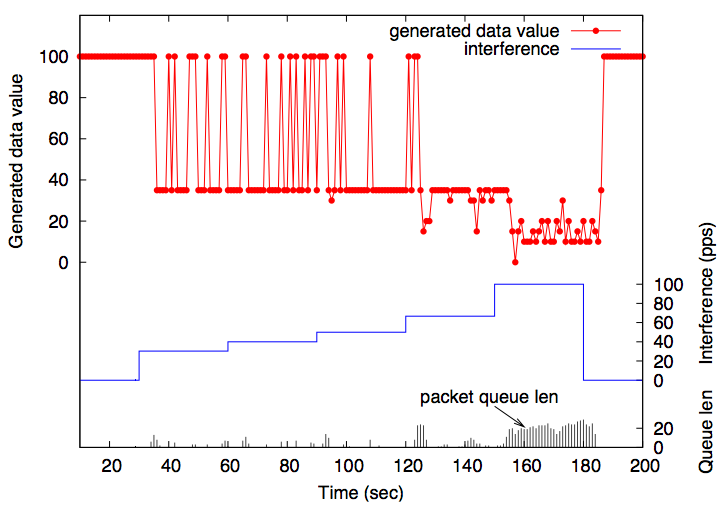 generated data value
interference
Generated data value
100
80
60
40
20
0
Interference (pps)
100
80
60
40
20
0
packet queue len
Queue len
20
0
20 40 60 80 100 120 140 160 180 200
Time (sec)